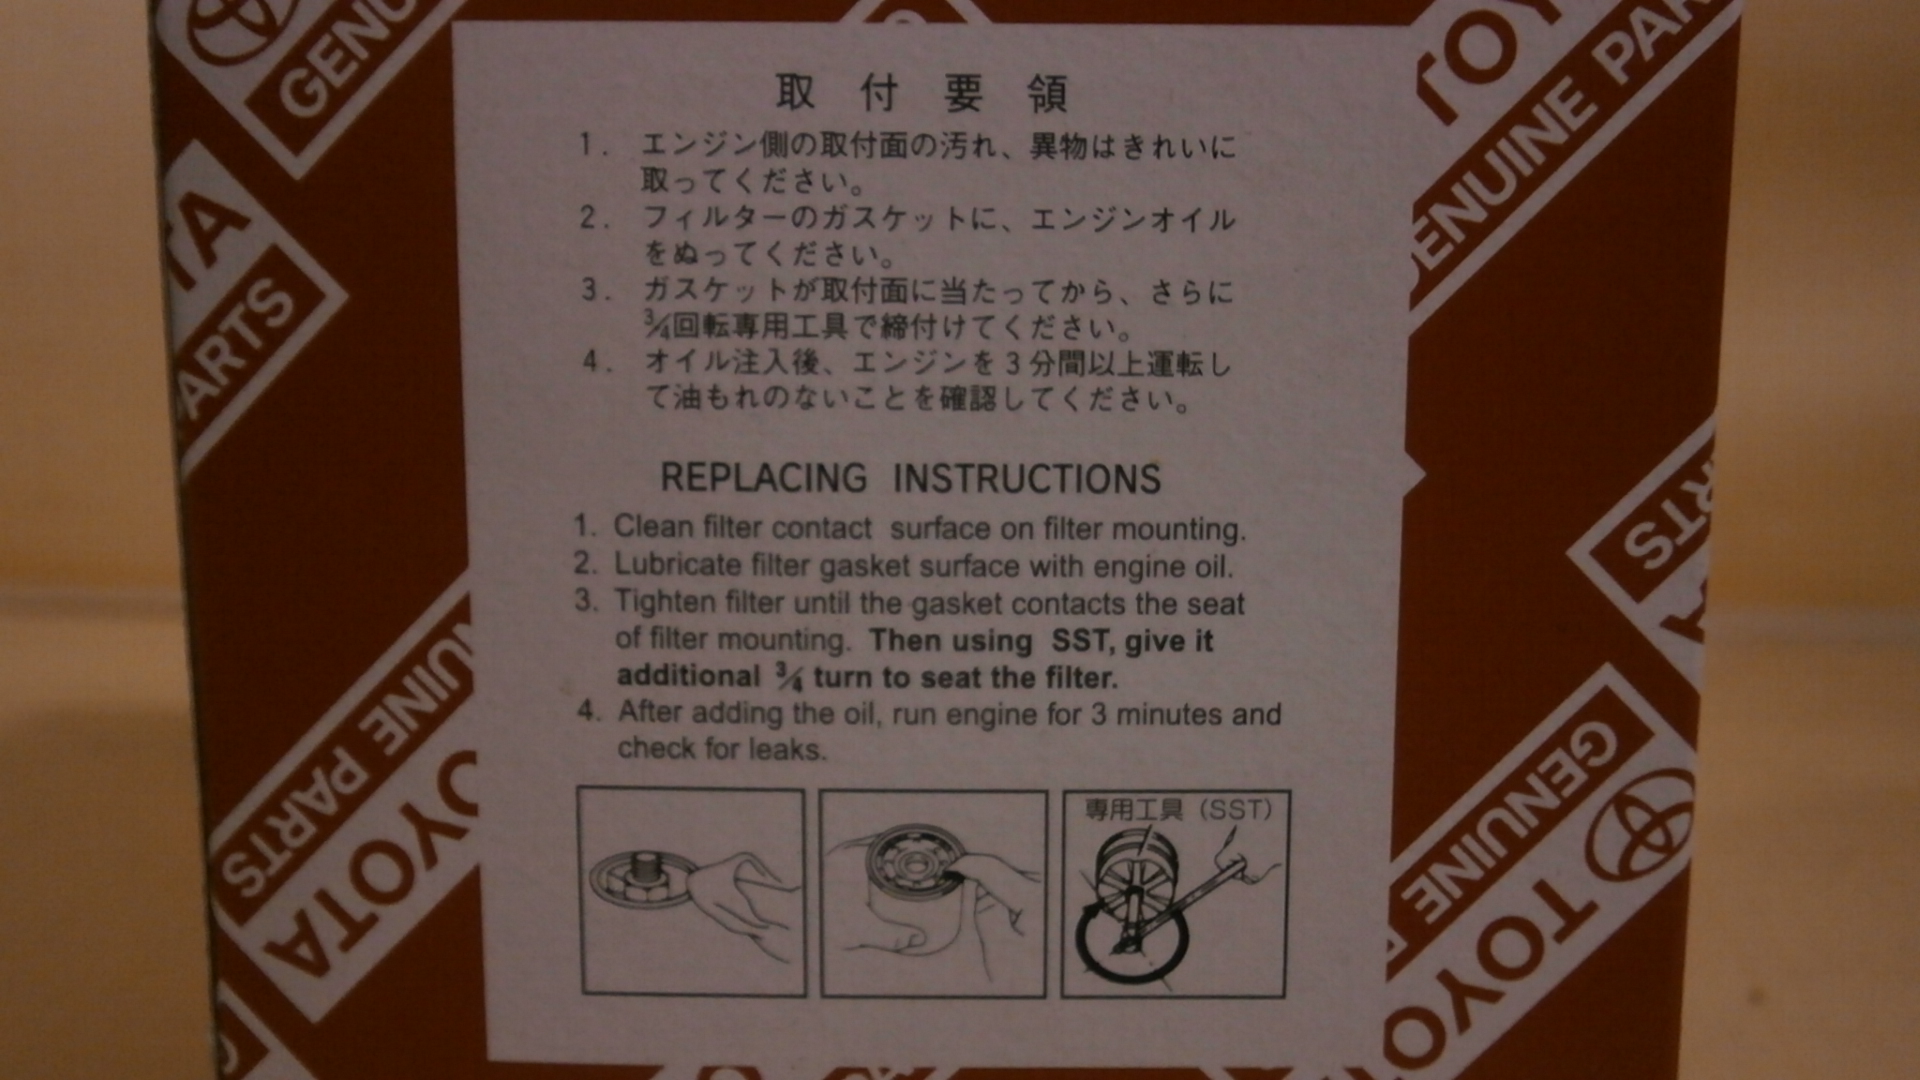 取付要領
1. エンジン側の取付面の汚れ、異物はきれいに
取ってください。
2. フィルターのガスケットに、エンジンオイル
をぬってください。
3. ガスケットが取付面に当たってから、さらに
3/4回転専用工具で締付けてください。
4. オイル注入後、エンジンを3分間以上運転し
て油もれのないことを確認してください。
REPLACING INSTRUCTIONS
1. Clean filter contact surface on filter mounting.
2. Lubricate filter gasket surface with engine oil.
3. Tighten filter until the gasket contacts the seat
of filter mounting. Then using SST, give it
additional 3/4 turn to seat the filter.
4. After adding the oil, run engine for 3 minutes and
check for leaks.
専用工具（SST）
GENU
TA
ARTS
UINE PARTS
OYOTA
TOY
GENUINE PAR
ENUINE
ARTS
GENUINE P
TOYO